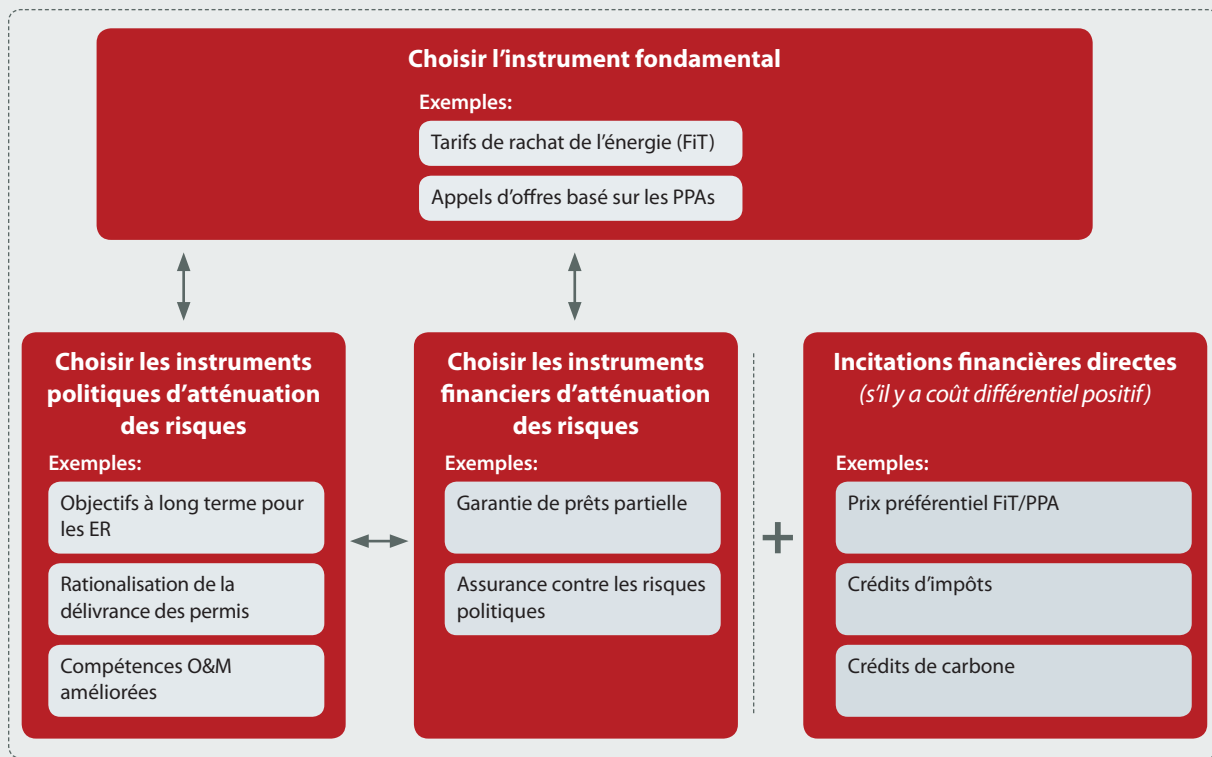 Choisir l’instrument fondamental
Exemples:
Tarifs de rachat de l’énergie (FiT)
Appels d’offres basé sur les PPAs
Choisir les instruments
politiques d’atténuation
des risques
Exemples:
Objectifs à long terme pour
les ER
Rationalisation de la
délivrance des permis
Compétences O&M
améliorées
Choisir les instruments
financiers d’atténuation
des risques
Exemples:
Garantie de prêts partielle
Assurance contre les risques
politiques
+
Incitations financières directes
(s’il y a coût différentiel positif)
Exemples:
Prix préférentiel FiT/PPA
Crédits d’impôts
Crédits de carbone